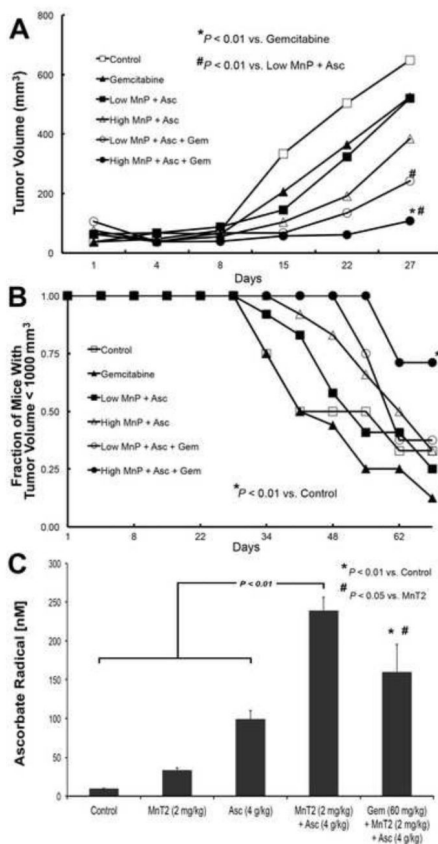 A
*P < 0.01 vs. Gemcitabine
#P < 0.01 vs. Low MnP + Asc
Control
Gemcitabine
Low MnP + Asc
High MnP + Asc
Low MnP + Asc + Gem
High MnP + Asc + Gem
Tumor Volume (mm³)
800
600
400
200
0
#
* #
1 4 8 15 22 27
Days
B
Fraction of Mice With
Tumor Volume < 1000 mm³
1.00
0.75
0.50
0.25
0.00
Control
Gemcitabine
Low MnP + Asc
High MnP + Asc
Low MnP + Asc + Gem
High MnP + Asc + Gem
*
*P < 0.01 vs. Control
1 8 22 34 48 62
Days
C
Ascorbate Radical [nM]
300
250
200
150
100
50
0
P < 0.01
* P < 0.01 vs. Control
# P < 0.05 vs. MnT2
* #
Control
MnT2 (2 mg/kg)
Asc (4 g/kg)
MnT2 (2 mg/kg)
+ Asc (4 g/kg)
Gem (60 mg/kg)
+ MnT2 (2 mg/kg)
+ Asc (4 g/kg)